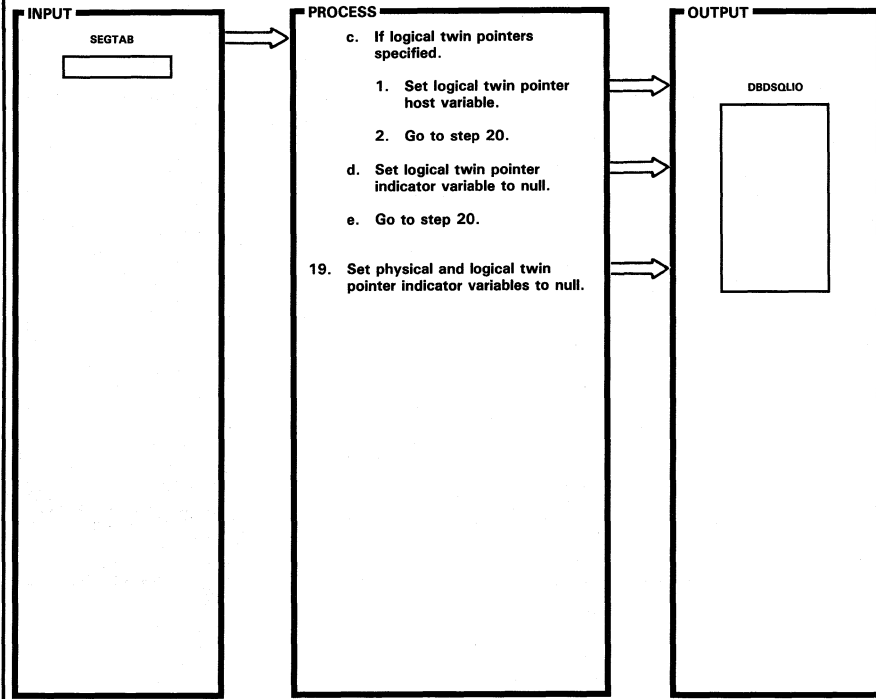 INPUT
SEGTAB
PROCESS
c. If logical twin pointers
specified.
1. Set logical twin pointer
host variable.
2. Go to step 20.
d. Set logical twin pointer
indicator variable to null.
e. Go to step 20.
19. Set physical and logical twin
pointer indicator variables to null.
OUTPUT
DBDSQLIO